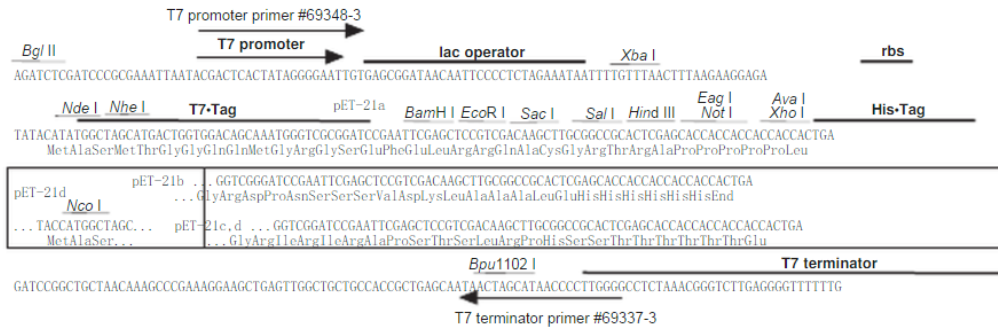 T7 promoter primer #69348-3
Bgl II T7 promoter lac operator Xba I rbs
AGATCTCGATCCCGCGAAATTAATACGACTCACTATAGGGGAATTGTGAGCGGATAACAATTCCCCTCTAGAAATAATTTTGTTTAACTTTAAGAAGGAGA
Nde I Nhe I T7•Tag pET-21a BamH I EcoR I Sac I Sal I Hind III Eag I Not I Ava I Xho I His•Tag
TATACATATGGCTAGCATGACTGGTGGACAGCAAATGGGTCGCGGATCCGAATTCGAGCTCCGTCGACAAGCTTGCGGCCGCACTCGAGCACCACCACCACCACCACTGA
MetAlaSerMetThrGlyGlyGlnGlnMetGlyArgGlySerGluPheGluLeuArgArgGlnAlaCysGlyArgThrArgAlaProProProProProLeu
pET-21b ...GGTCGGGATCCGAATTCGAGCTCCGTCGACAAGCTTGCGGCCGCACTCGAGCACCACCACCACCACCACTGA
pET-21d ...GlyArgAspProAsnSerSerSerValAspLysLeuAlaAlaAlaLeuGluHisHisHisHisHisHisEnd
Nco I
...TACCATGGCTAGC... pET-21c,d ...GGTCGGATCCGAATTCGAGCTCCGTCGACAAGCTTGCGGCCGCACTCGAGCACCACCACCACCACCACTGA
MetAlaSer... ...GlyArgIleArgIleArgAlaProSerThrSerLeuArgProHisSerSerThrThrThrThrThrThrGlu
Bpu1102 I T7 terminator
GATCCGGCTGCTAACAAAGCCCGAAAGGAAGCTGAGTTGGCTGCTGCCACCGCTGAGCAATAACTAGCATAACCCCTTGGGGCCTCTAAACGGGTCTTGAGGGGTTTTTTG
T7 terminator primer #69337-3